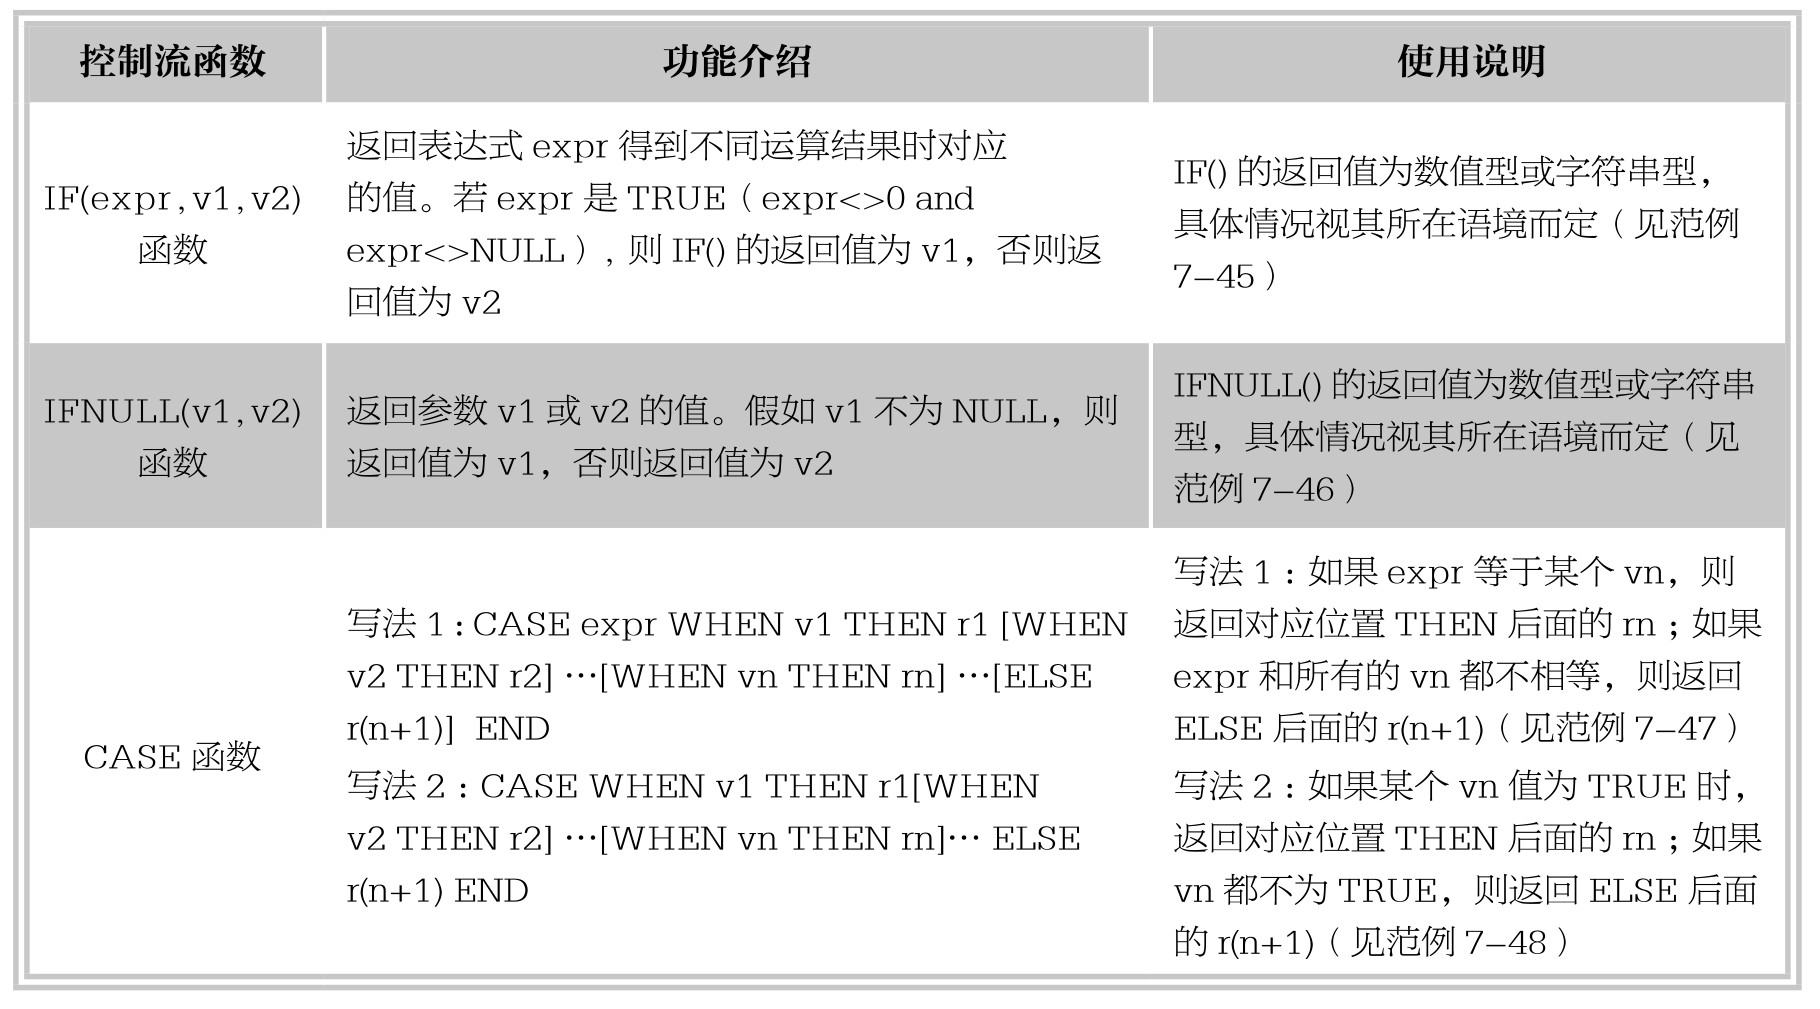 控制流函数
功能介绍
使用说明
IF(expr,v1,v2)
函数
返回表达式 expr 得到不同运算结果时对应
的值。若 expr 是 TRUE（expr<>0 and
expr<>NULL），则 IF() 的返回值为 v1，否则返
回值为 v2
IF() 的返回值为数值型或字符串型，
具体情况视其所在语境而定（见范例
7–45）
IFNULL(v1,v2)
函数
返回参数 v1 或 v2 的值。假如 v1 不为 NULL，则
返回值为 v1，否则返回值为 v2
IFNULL() 的返回值为数值型或字符串
型，具体情况视其所在语境而定（见
范例 7–46）
CASE 函数
写法 1：CASE expr WHEN v1 THEN r1 [WHEN
v2 THEN r2] …[WHEN vn THEN rn] …[ELSE
r(n+1)] END
写法 2：CASE WHEN v1 THEN r1[WHEN
v2 THEN r2] …[WHEN vn THEN rn]… ELSE
r(n+1) END
写法 1：如果 expr 等于某个 vn，则
返回对应位置 THEN 后面的 rn；如果
expr 和所有的 vn 都不相等，则返回
ELSE 后面的 r(n+1)（见范例 7–47）
写法 2：如果某个 vn 值为 TRUE 时，
返回对应位置 THEN 后面的 rn；如果
vn 都不为 TRUE，则返回 ELSE 后面
的 r(n+1)（见范例 7–48）